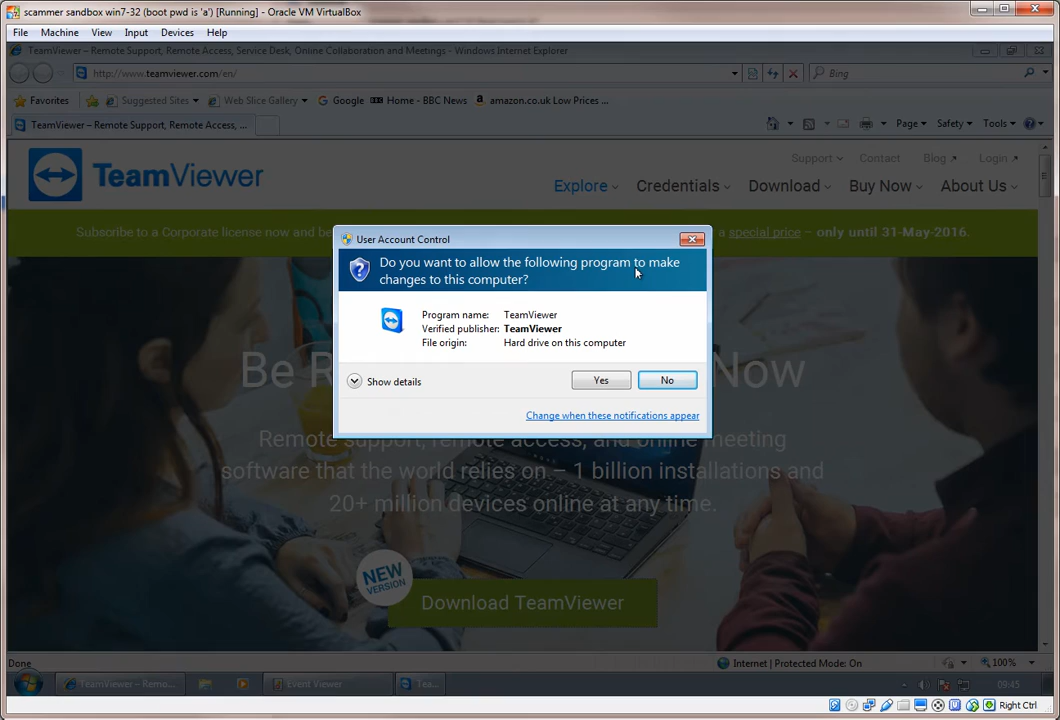 scammer sandbox win7-32 (boot pwd is 'a') [Running] - Oracle VM VirtualBox
File Machine View Input Devices Help
TeamViewer – Remote Support, Remote Access, Service Desk, Online Collaboration and Meetings - Windows Internet Explorer
http://www.teamviewer.com/en/
Bing
Favorites Suggested Sites Web Slice Gallery Google Home - BBC News amazon.co.uk Low Prices ...
TeamViewer – Remote Support, Remote Access, ...
Page Safety Tools
Support Contact Blog Login
TeamViewer
Explore Credentials Download Buy Now About Us
Subscribe to a Corporate license now and be a special price – only until 31-May-2016.
User Account Control
Do you want to allow the following program to make
changes to this computer?
Program name: TeamViewer
Verified publisher: TeamViewer
File origin: Hard drive on this computer
Show details
Yes
No
Change when these notifications appear
Be R Now
Remote support, remote access, and online meeting
software that the world relies on – 1 billion installations and
20+ million devices online at any time.
NEW
VERSION
Download TeamViewer
Done
Internet | Protected Mode: On
100%
TeamViewer – Remo...
Event Viewer
Tea...
09:45
Right Ctrl